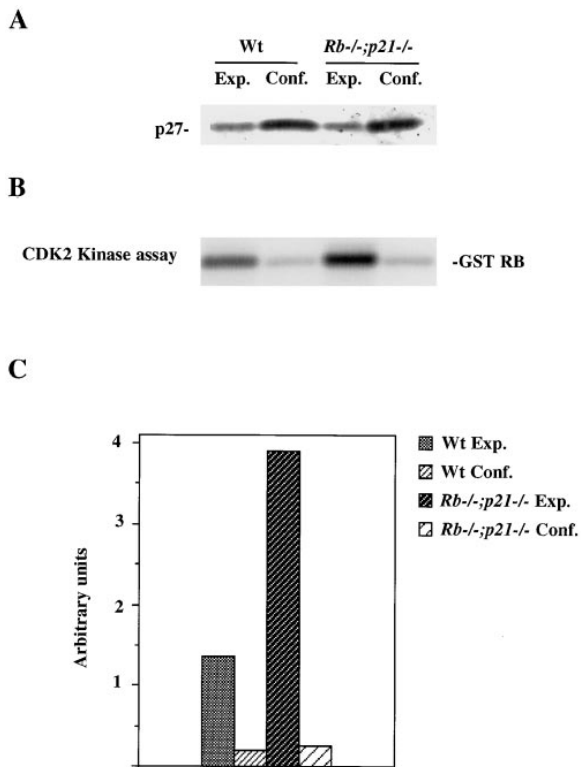 A
Wt Rb-/-;p21-/-
Exp. Conf. Exp. Conf.
p27-
B
CDK2 Kinase assay
-GST RB
C
4
3
2
1
Arbitrary units
Wt Exp.
Wt Conf.
Rb-/-;p21-/- Exp.
Rb-/-;p21-/- Conf.